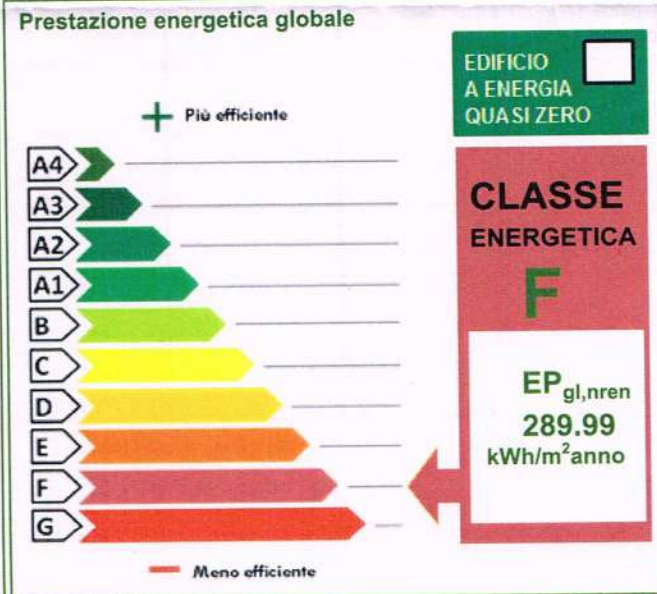 Prestazione energetica globale
EDIFICIO
A ENERGIA
QUASI ZERO
+ Più efficiente
A4
A3
A2
A1
B
C
D
E
F
G
CLASSE
ENERGETICA
F
EPgl,nren
289.99
kWh/m²anno
Meno efficiente